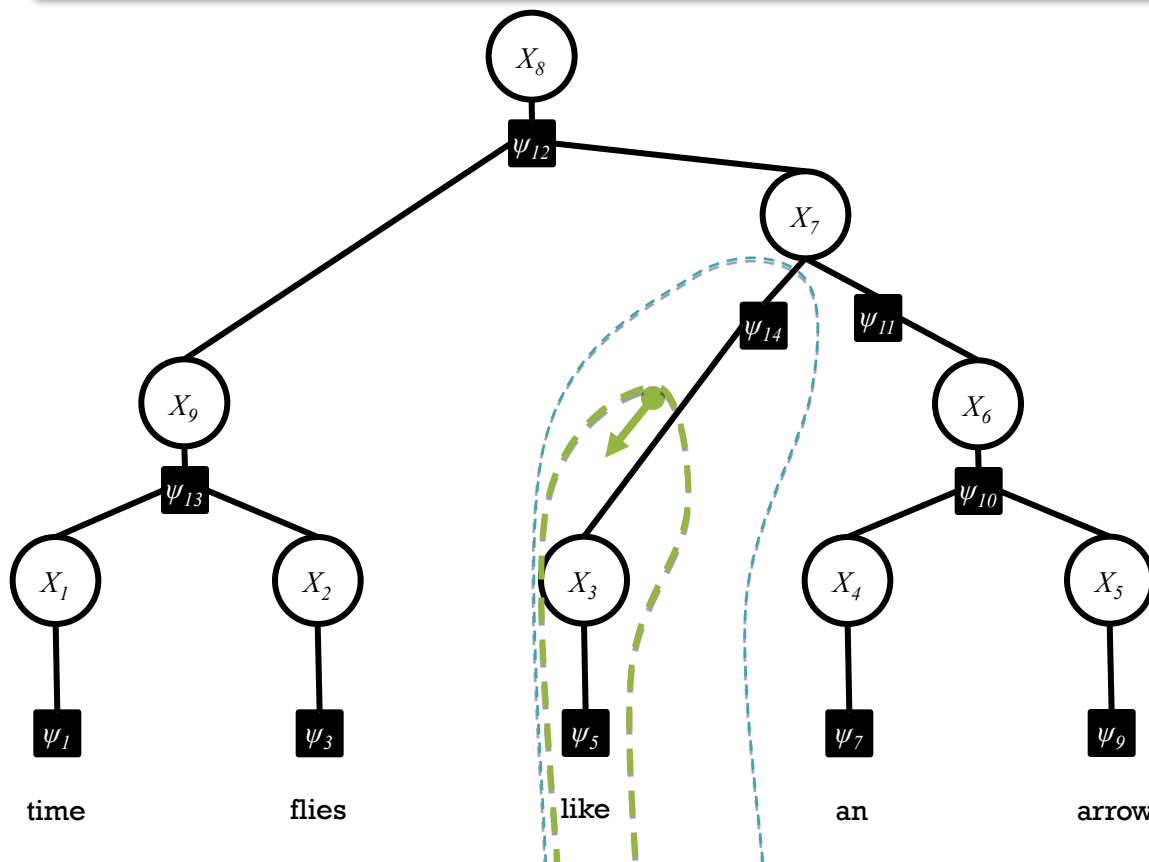 X₈
ψ₁₂
X₇
ψ₁₄ ψ₁₁
X₉ X₆
ψ₁₃ ψ₁₀
X₁ X₂ X₃ X₄ X₅
ψ₁ ψ₃ ψ₅ ψ₇ ψ₉
time flies like an arrow